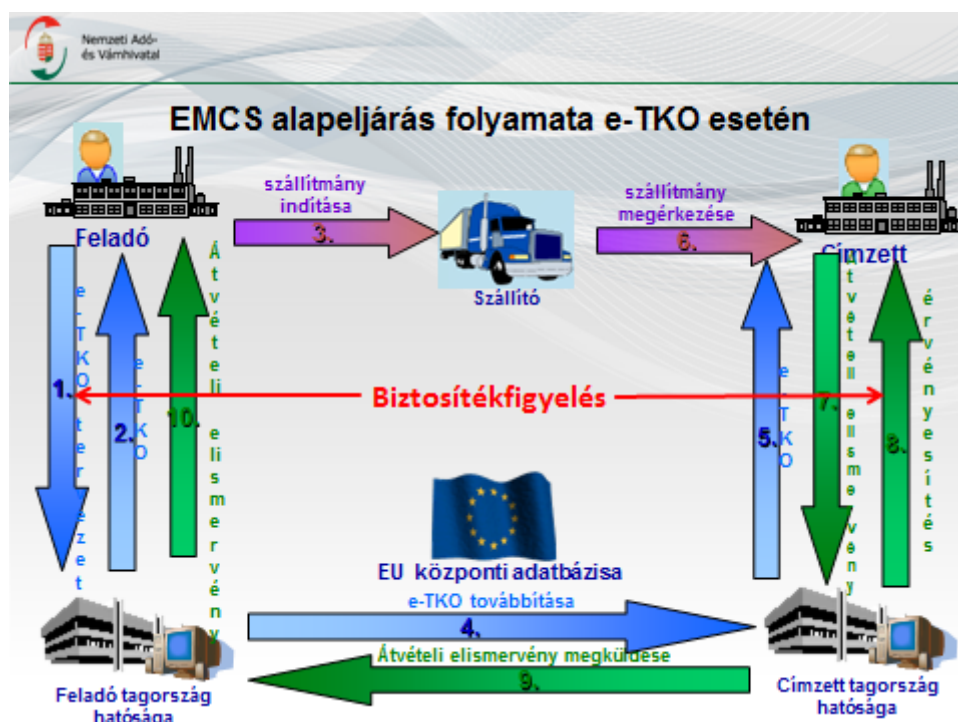 Nemzeti Adó-
és Vámhivatal
EMCS alapeljárás folyamata e-TKO esetén
szállítmány
indítása
3.
szállítmány
megérkezése
6.
Feladó
Szállító
Címzett
1.
e-TKO tervezet
2.
e-TKO
10.
Átvételi elismervény
Biztosítékfigyelés
5.
e-TKO
7.
Átvételi elismervény
8.
érvényesítés
EU központi adatbázisa
e-TKO továbbítása
4.
Átvételi elismervény megküldése
9.
Feladó tagország
hatósága
Címzett tagország
hatósága